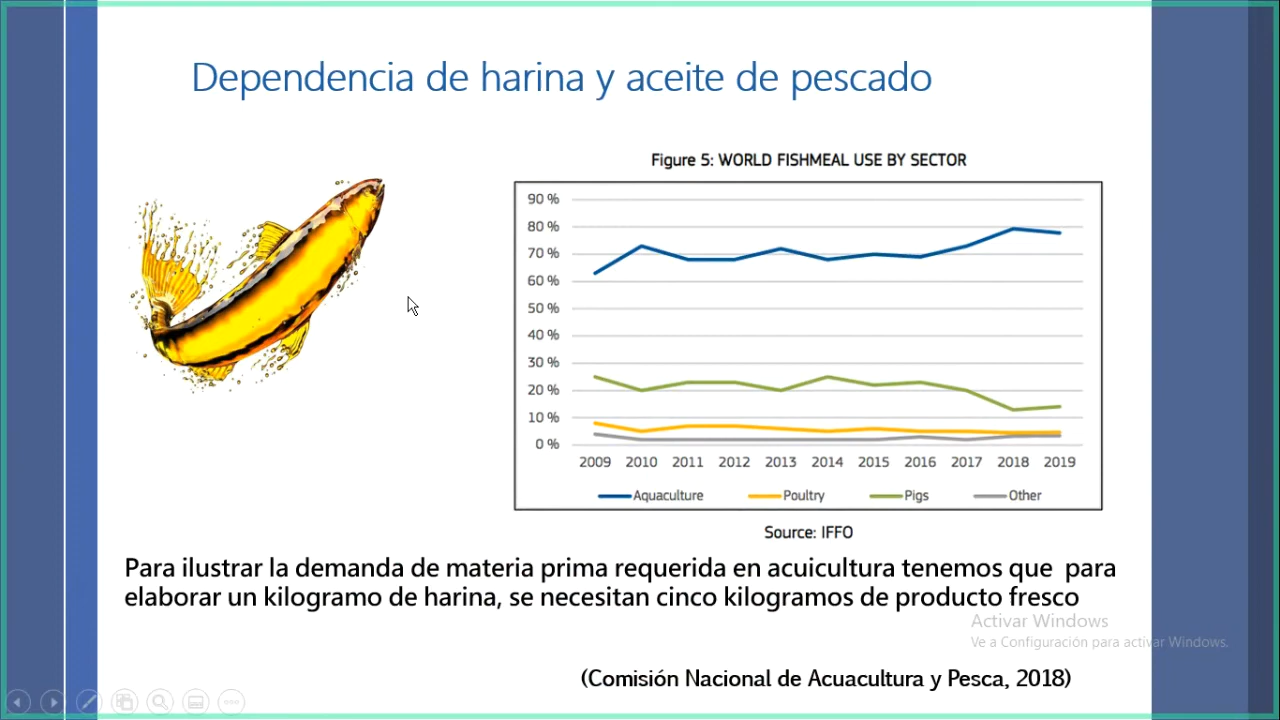 Dependencia de harina y aceite de pescado
Figure 5: WORLD FISHMEAL USE BY SECTOR
90 %
80 %
70 %
60 %
50 %
40 %
30 %
20 %
10 %
0 %
2009 2010 2011 2012 2013 2014 2015 2016 2017 2018 2019
Aquaculture Poultry Pigs Other
Source: IFFO
Para ilustrar la demanda de materia prima requerida en acuicultura tenemos que para
elaborar un kilogramo de harina, se necesitan cinco kilogramos de producto fresco
Activar Windows
Ve a Configuración para activar Windows.
(Comisión Nacional de Acuacultura y Pesca, 2018)